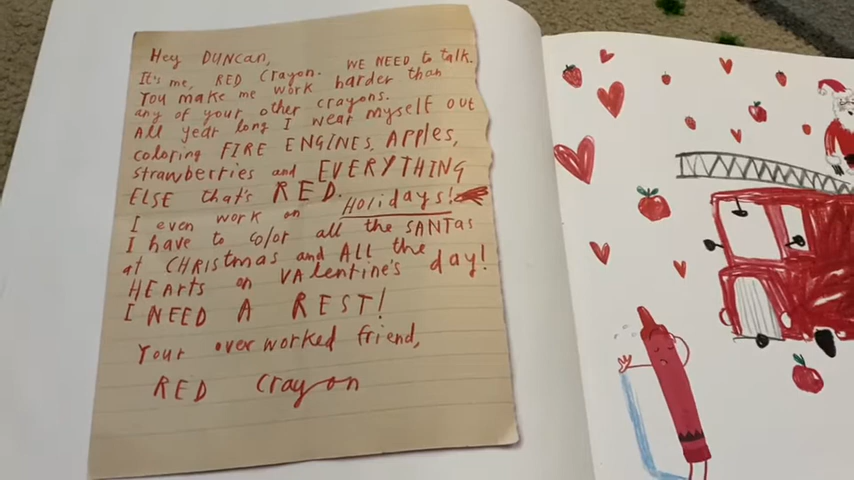 Hey DUNCAN,
It's me, RED Crayon. WE NEED to talk.
You make me work harder than
any of your other crayons.
All year long I wear myself out
coloring FIRE ENGINES, Apples,
strawberries and EVERYTHING
ELSE that's RED.
I even work on Holidays!
I have to color all the SANTAs
at CHRIStmas and ALL the
HEARTs on VALentine's day!
I NEED A REST!
Your overworked friend,
RED Crayon